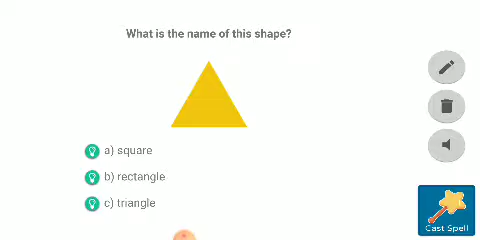 What is the name of this shape?
a) square
b) rectangle
c) triangle
Cast Spell